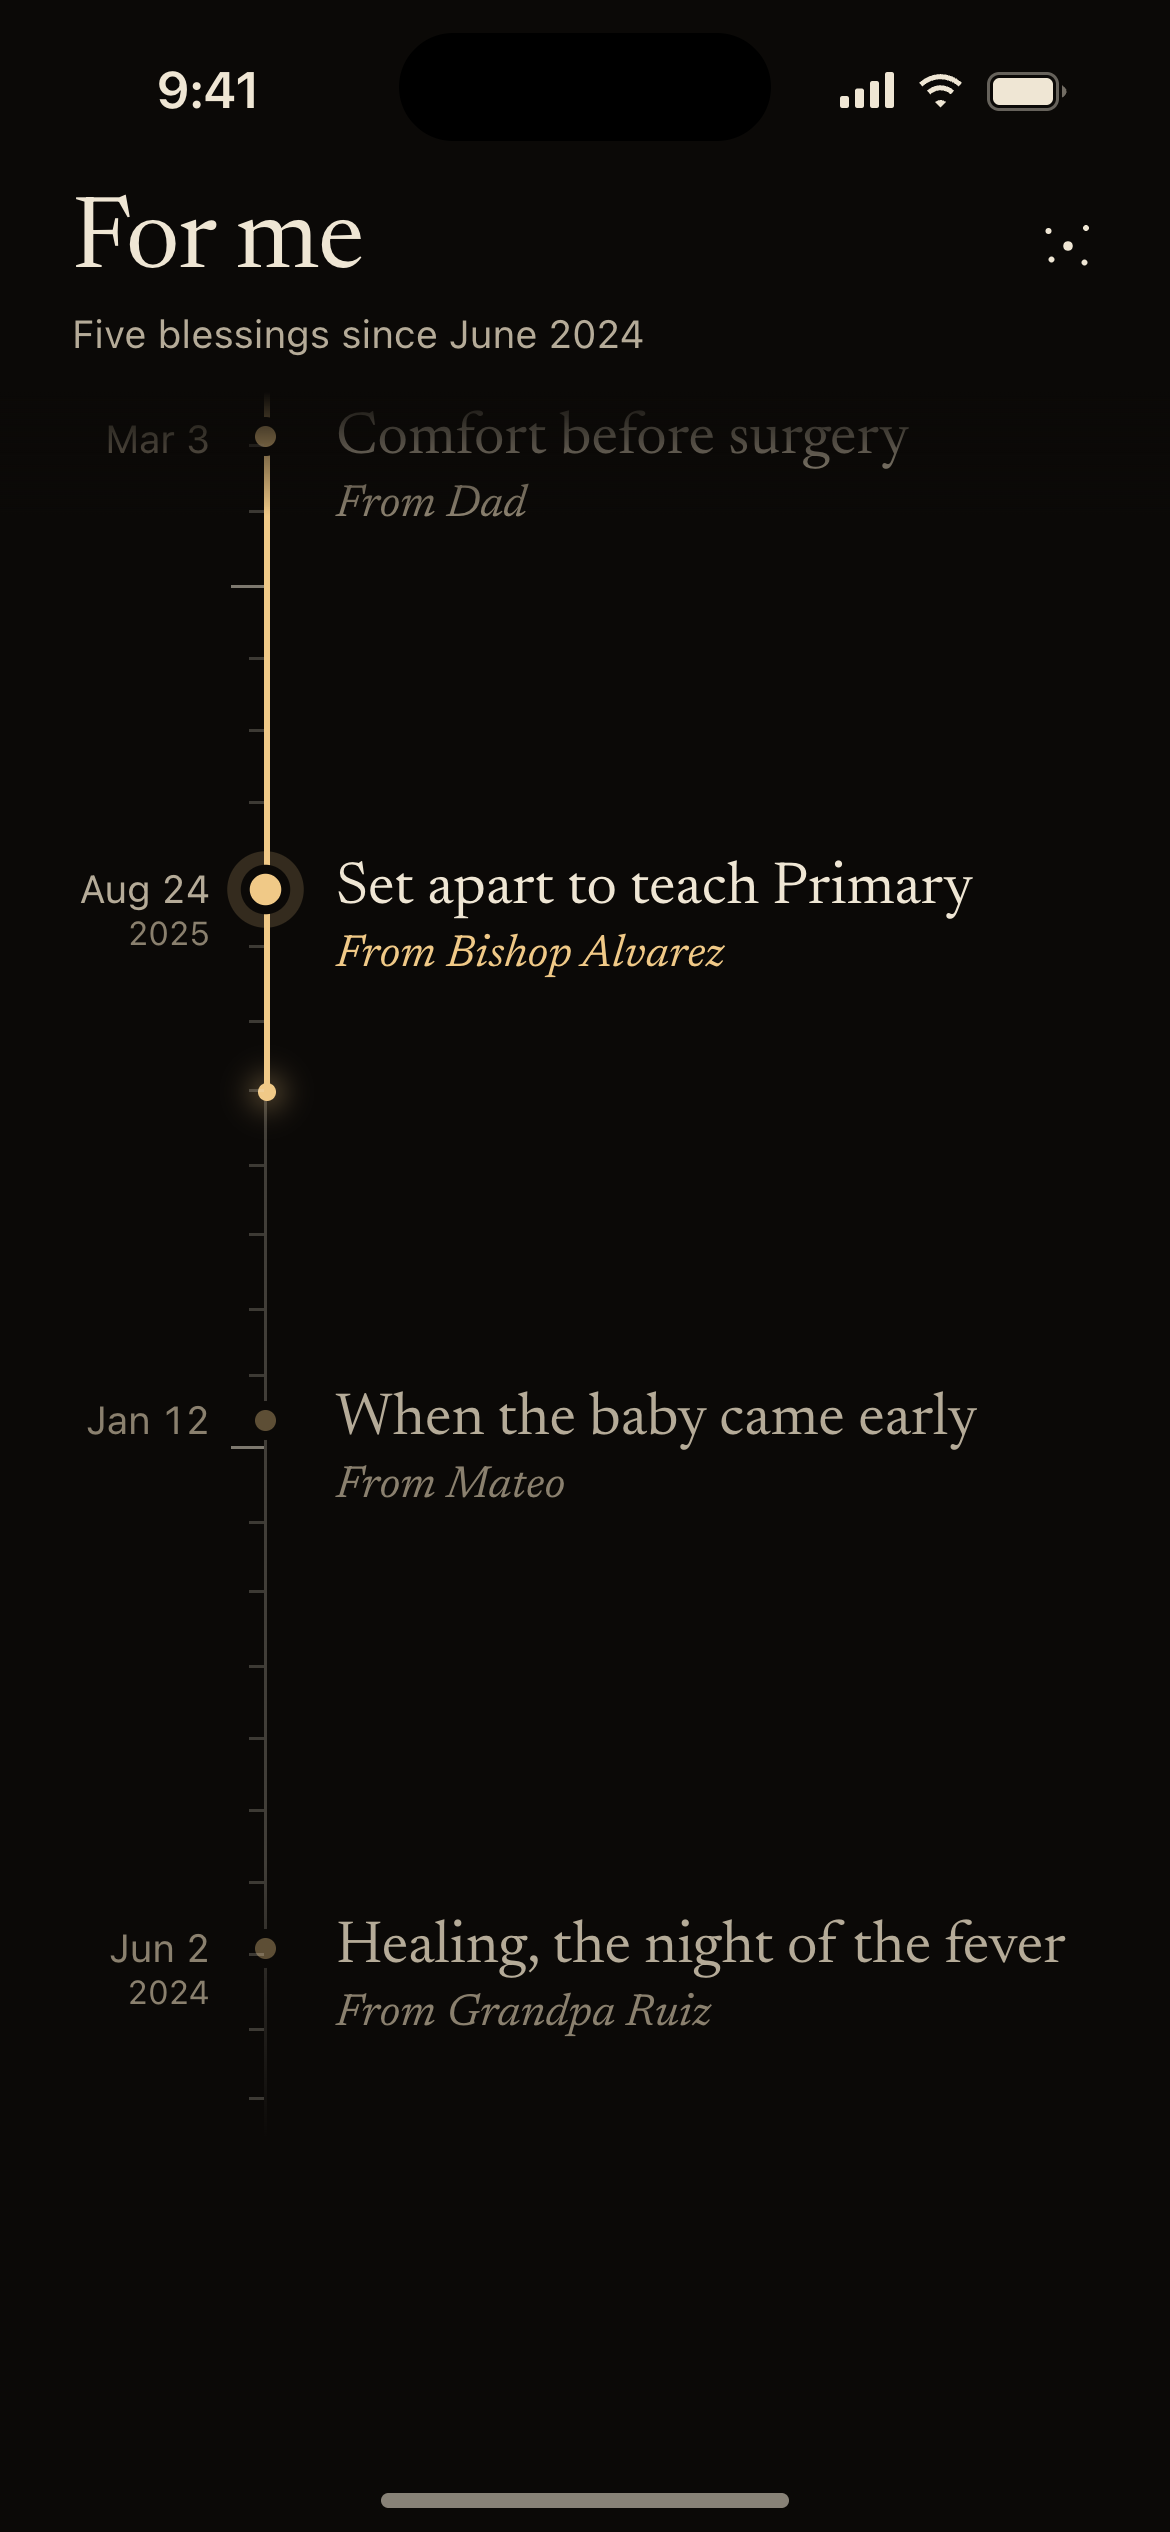 9:41
For me
Five blessings since June 2024
Mar 3
Comfort before surgery
From Dad
Aug 24
2025
Set apart to teach Primary
From Bishop Alvarez
Jan 12
When the baby came early
From Mateo
Jun 2
2024
Healing, the night of the fever
From Grandpa Ruiz